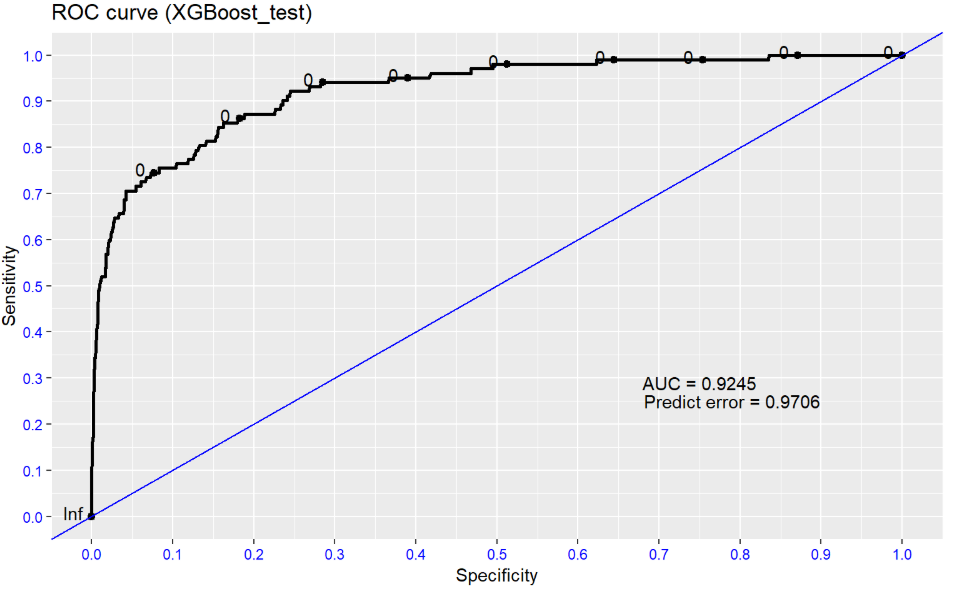 ROC curve (XGBoost_test)
1.0
0.9
0.8
0.7
0.6
0.5
0.4
0.3
0.2
0.1
0.0
Sensitivity
0
0
0
0
0
0
0
0
0
Inf
AUC = 0.9245
Predict error = 0.9706
0.0 0.1 0.2 0.3 0.4 0.5 0.6 0.7 0.8 0.9 1.0
Specificity